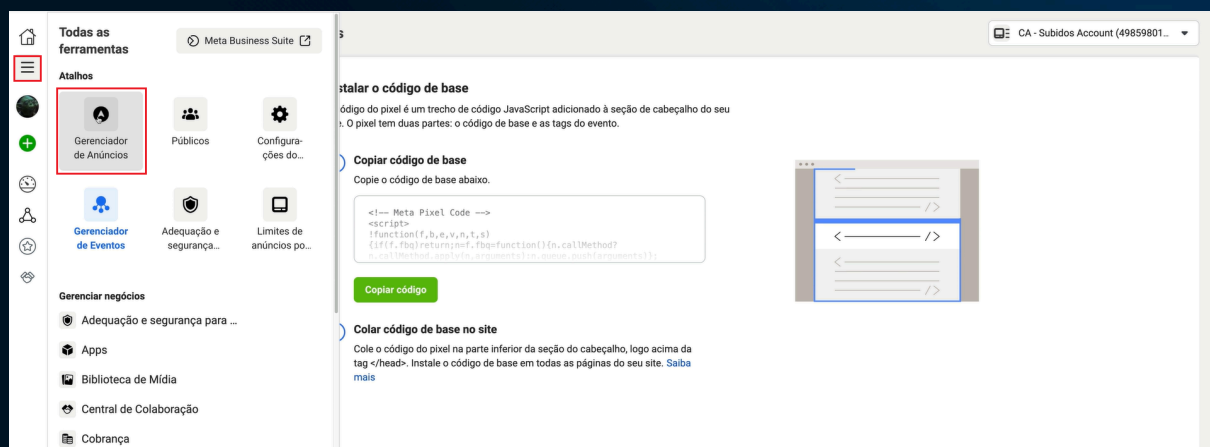 Todas as
ferramentas
Meta Business Suite
s
CA - Subidos Account (49859801...
Atalhos
Gerenciador
de Anúncios
Públicos
Configura-
ções do...
Gerenciador
de Eventos
Adequação e
segurança...
Limites de
anúncios po...
Gerenciar negócios
Adequação e segurança para ...
Apps
Biblioteca de Mídia
Central de Colaboração
Cobrança
stalar o código de base
ódigo do pixel é um trecho de código JavaScript adicionado à seção de cabeçalho do seu
. O pixel tem duas partes: o código de base e as tags do evento.
Copiar código de base
Copie o código de base abaixo.
<!-- Meta Pixel Code -->
<script>
!function(f,b,e,v,n,t,s)
{if(f.fbq)return;n=f.fbq=function(){n.callMethod?
n.callMethod.apply(n,arguments):n.queue.push(arguments)};
Copiar código
Colar código de base no site
Cole o código do pixel na parte inferior da seção do cabeçalho, logo acima da
tag </head>. Instale o código de base em todas as páginas do seu site. Saiba
mais